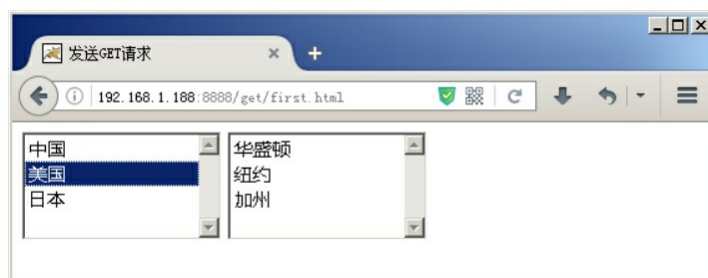 发送GET请求
192.168.1.188:8888/get/first.html
中国
美国
日本
华盛顿
纽约
加州